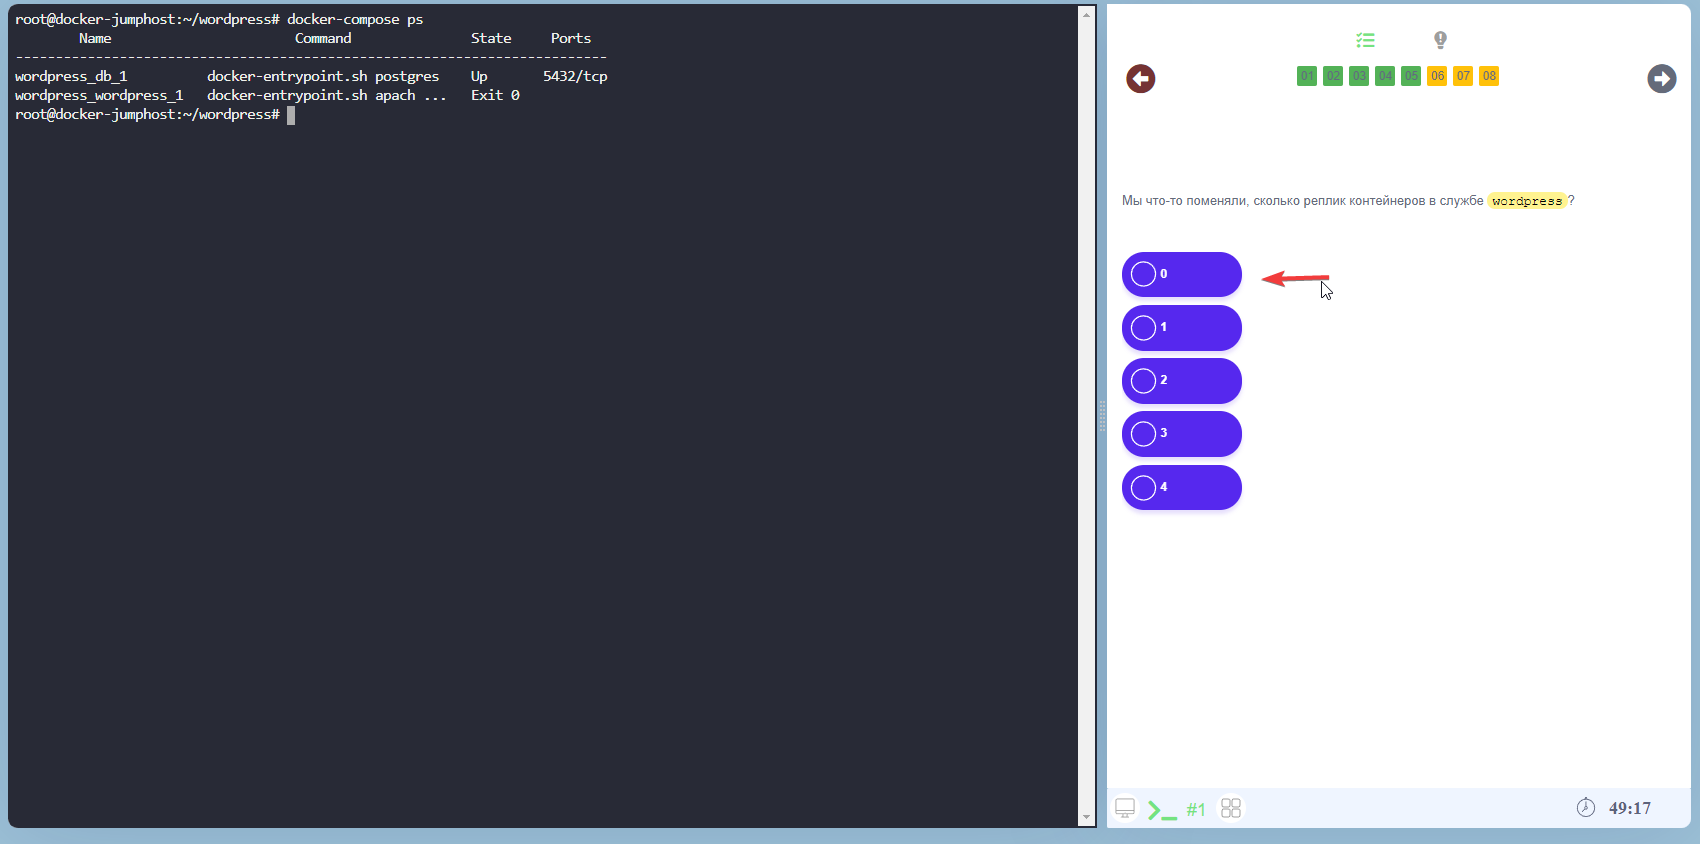 root@docker-jumphost:~/wordpress# docker-compose ps
Name Command State Ports
--------------------------------------------------------------------------
wordpress_db_1 docker-entrypoint.sh postgres Up 5432/tcp
wordpress_wordpress_1 docker-entrypoint.sh apach ... Exit 0
root@docker-jumphost:~/wordpress#
01 02 03 04 05 06 07 08
Мы что-то поменяли, сколько реплик контейнеров в службе wordpress?
0
1
2
3
4
#1
49:17